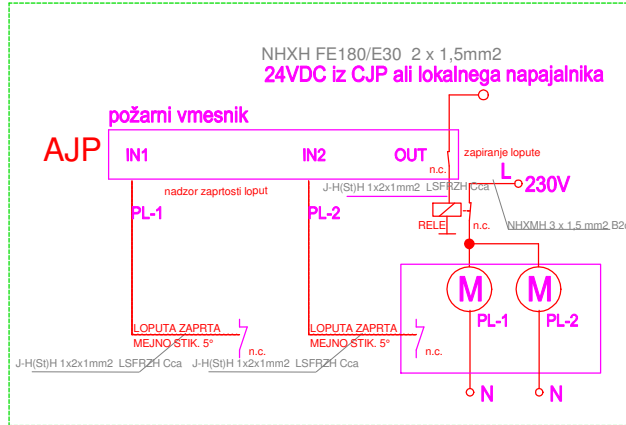 NHXH FE180/E30 2 x 1,5mm2
24VDC iz CJP ali lokalnega napajalnika
požarni vmesnik
AJP
IN1
IN2
OUT
n.c.
zapiranje lopute
nadzor zaprtosti loput
J-H(St)H 1x2x1mm2 LSFRZH Cca
L
230V
PL-1
PL-2
RELE
n.c.
NHXMH 3 x 1,5 mm2 B2c
M
M
PL-1
PL-2
LOPUTA ZAPRTA
MEJNO STIK. 5°
n.c.
LOPUTA ZAPRTA
MEJNO STIK. 5°
n.c.
J-H(St)H 1x2x1mm2 LSFRZH Cca
J-H(St)H 1x2x1mm2 LSFRZH Cca
N
N